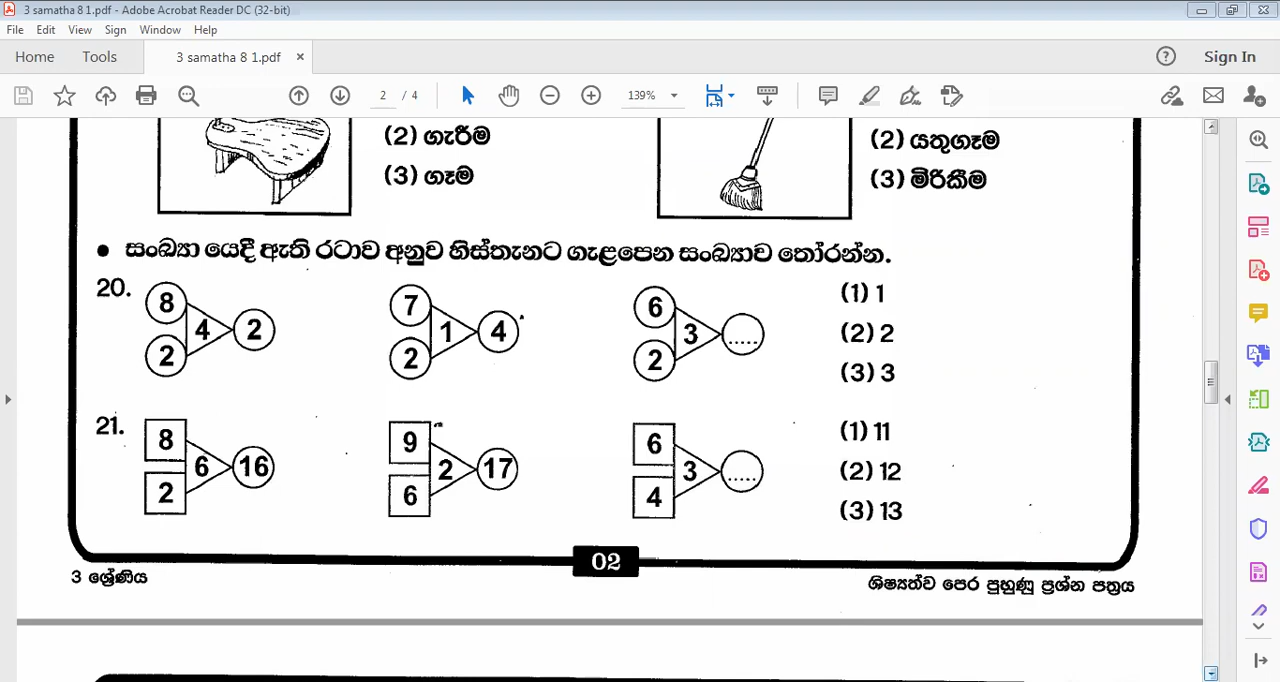 3 samatha 8 1.pdf - Adobe Acrobat Reader DC (32-bit)
File Edit View Sign Window Help
Home Tools 3 samatha 8 1.pdf × Sign In
2 / 4 139%
(2) ගැරීම (2) යතුගෑම
(3) ගෑම (3) මිරිකීම
• සංඛ්‍යා යෙදී ඇති රටාව අනුව හිස්තැනට ගැළපෙන සංඛ්‍යාව තෝරන්න.
20. 8 2 4 2 7 2 1 4 6 2 3 ..... (1) 1
(2) 2
(3) 3
21. 8 2 6 16 9 6 2 17 6 4 3 ..... (1) 11
(2) 12
(3) 13
02
3 ශ්‍රේණිය ශිෂ්‍යත්ව පෙර පුහුණු ප්‍රශ්න පත්‍රය